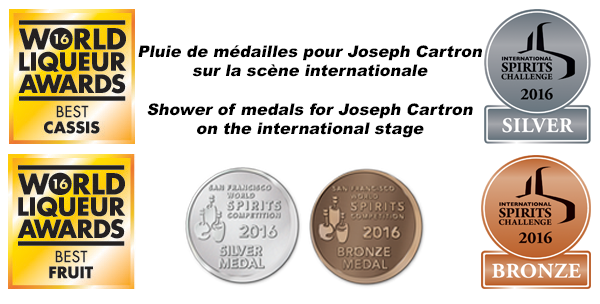 WORLD
16
LIQUEUR
AWARDS
BEST
CASSIS
Pluie de médailles pour Joseph Cartron
sur la scène internationale
Shower of medals for Joseph Cartron
on the international stage
INTERNATIONAL
SPIRITS
CHALLENGE
2016
SILVER
WORLD
16
LIQUEUR
AWARDS
BEST
FRUIT
SAN FRANCISCO
WORLD
SPIRITS
COMPETITION
2016
SILVER
MEDAL
SAN FRANCISCO
WORLD
SPIRITS
COMPETITION
2016
BRONZE
MEDAL
INTERNATIONAL
SPIRITS
CHALLENGE
2016
BRONZE